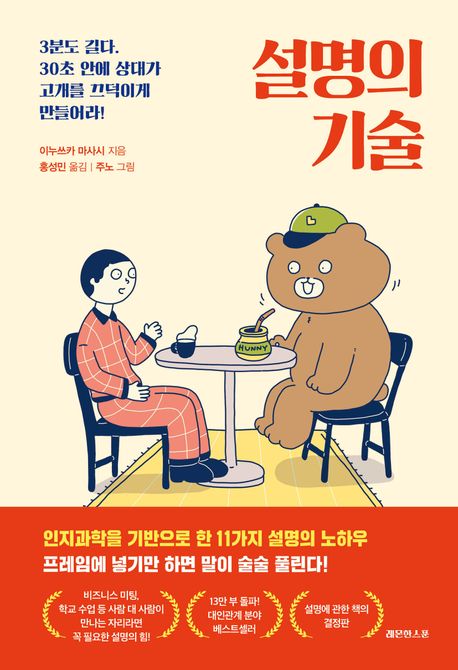 3분도 길다.
30초 안에 상대가
고개를 끄덕이게
만들어라!
설명의
기술
이누쓰카 마사시 지음
홍성민 옮김 | 주노 그림
HUNNY
인지과학을 기반으로 한 11가지 설명의 노하우
프레임에 넣기만 하면 말이 술술 풀린다!
비즈니스 미팅,
학교 수업 등 사람 대 사람이
만나는 자리라면
꼭 필요한 설명의 힘!
13만 부 돌파!
대인관계 분야
베스트셀러
설명에 관한 책의
결정판
레몬한스푼